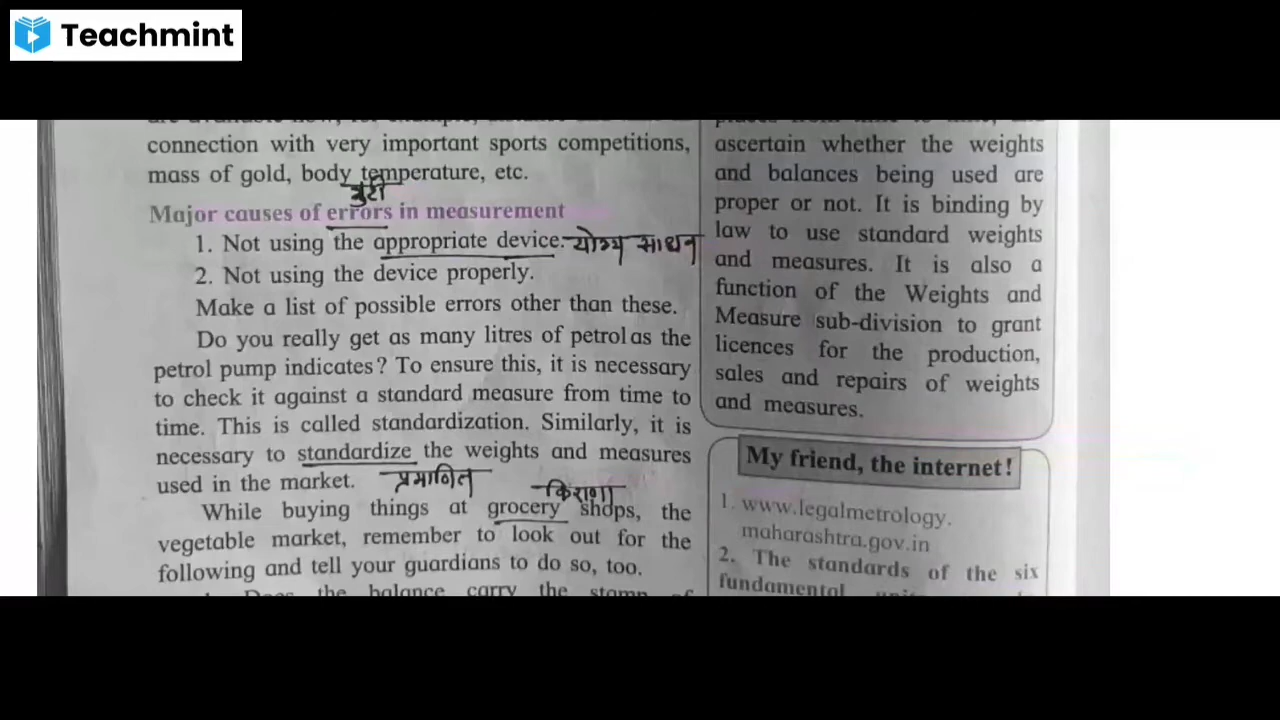 Teachmint
connection with very important sports competitions,
mass of gold, body temperature, etc.
त्रुटी
Major causes of errors in measurement
1. Not using the appropriate device. योग्य साधन
2. Not using the device properly.
Make a list of possible errors other than these.
Do you really get as many litres of petrol as the
petrol pump indicates? To ensure this, it is necessary
to check it against a standard measure from time to
time. This is called standardization. Similarly, it is
necessary to standardize the weights and measures
used in the market. प्रमाणित किराणा
While buying things at grocery shops, the
vegetable market, remember to look out for the
following and tell your guardians to do so, too.
Does the balance carry the stamp of
ascertain whether the weights
and balances being used are
proper or not. It is binding by
law to use standard weights
and measures. It is also a
function of the Weights and
Measure sub-division to grant
licences for the production,
sales and repairs of weights
and measures.
My friend, the internet!
1. www.legalmetrology.
maharashtra.gov.in
2. The standards of the six
fundamental